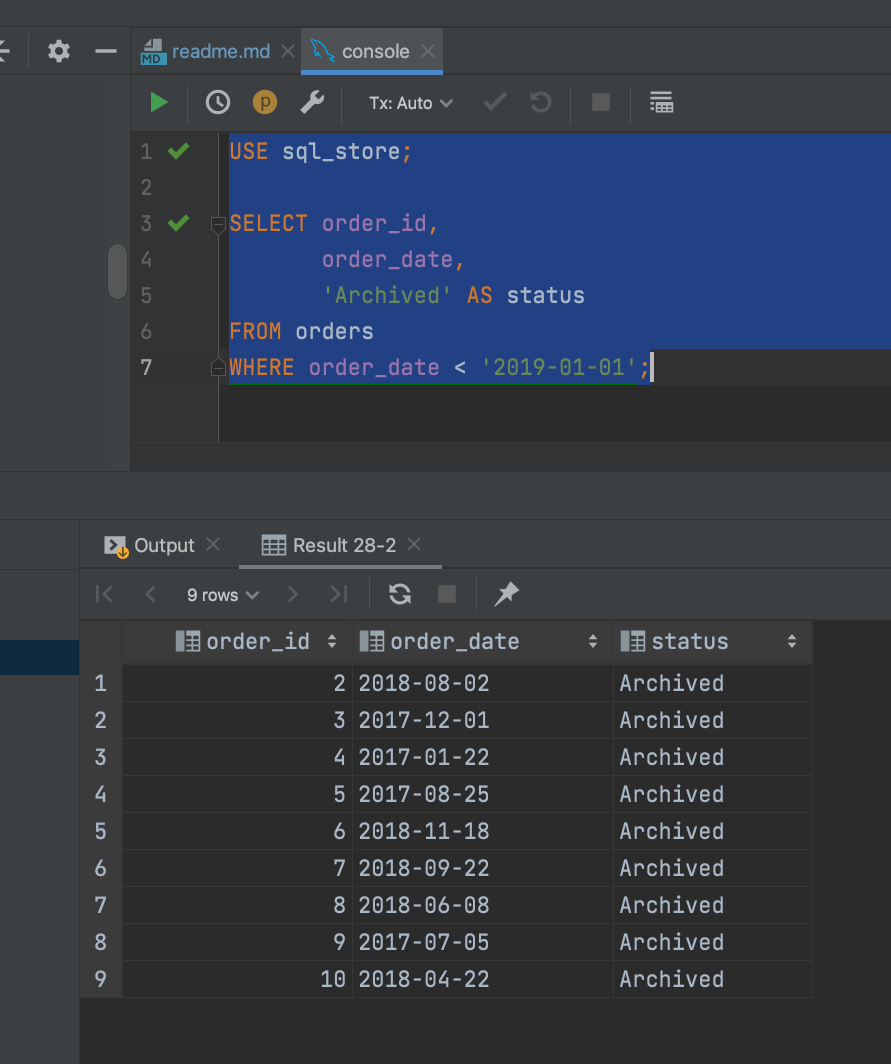 MD readme.md console
p Tx: Auto
1 USE sql_store;
2
3 SELECT order_id,
4 order_date,
5 'Archived' AS status
6 FROM orders
7 WHERE order_date < '2019-01-01';
Output Result 28-2
9 rows
order_id order_date status
1 2 2018-08-02 Archived
2 3 2017-12-01 Archived
3 4 2017-01-22 Archived
4 5 2017-08-25 Archived
5 6 2018-11-18 Archived
6 7 2018-09-22 Archived
7 8 2018-06-08 Archived
8 9 2017-07-05 Archived
9 10 2018-04-22 Archived